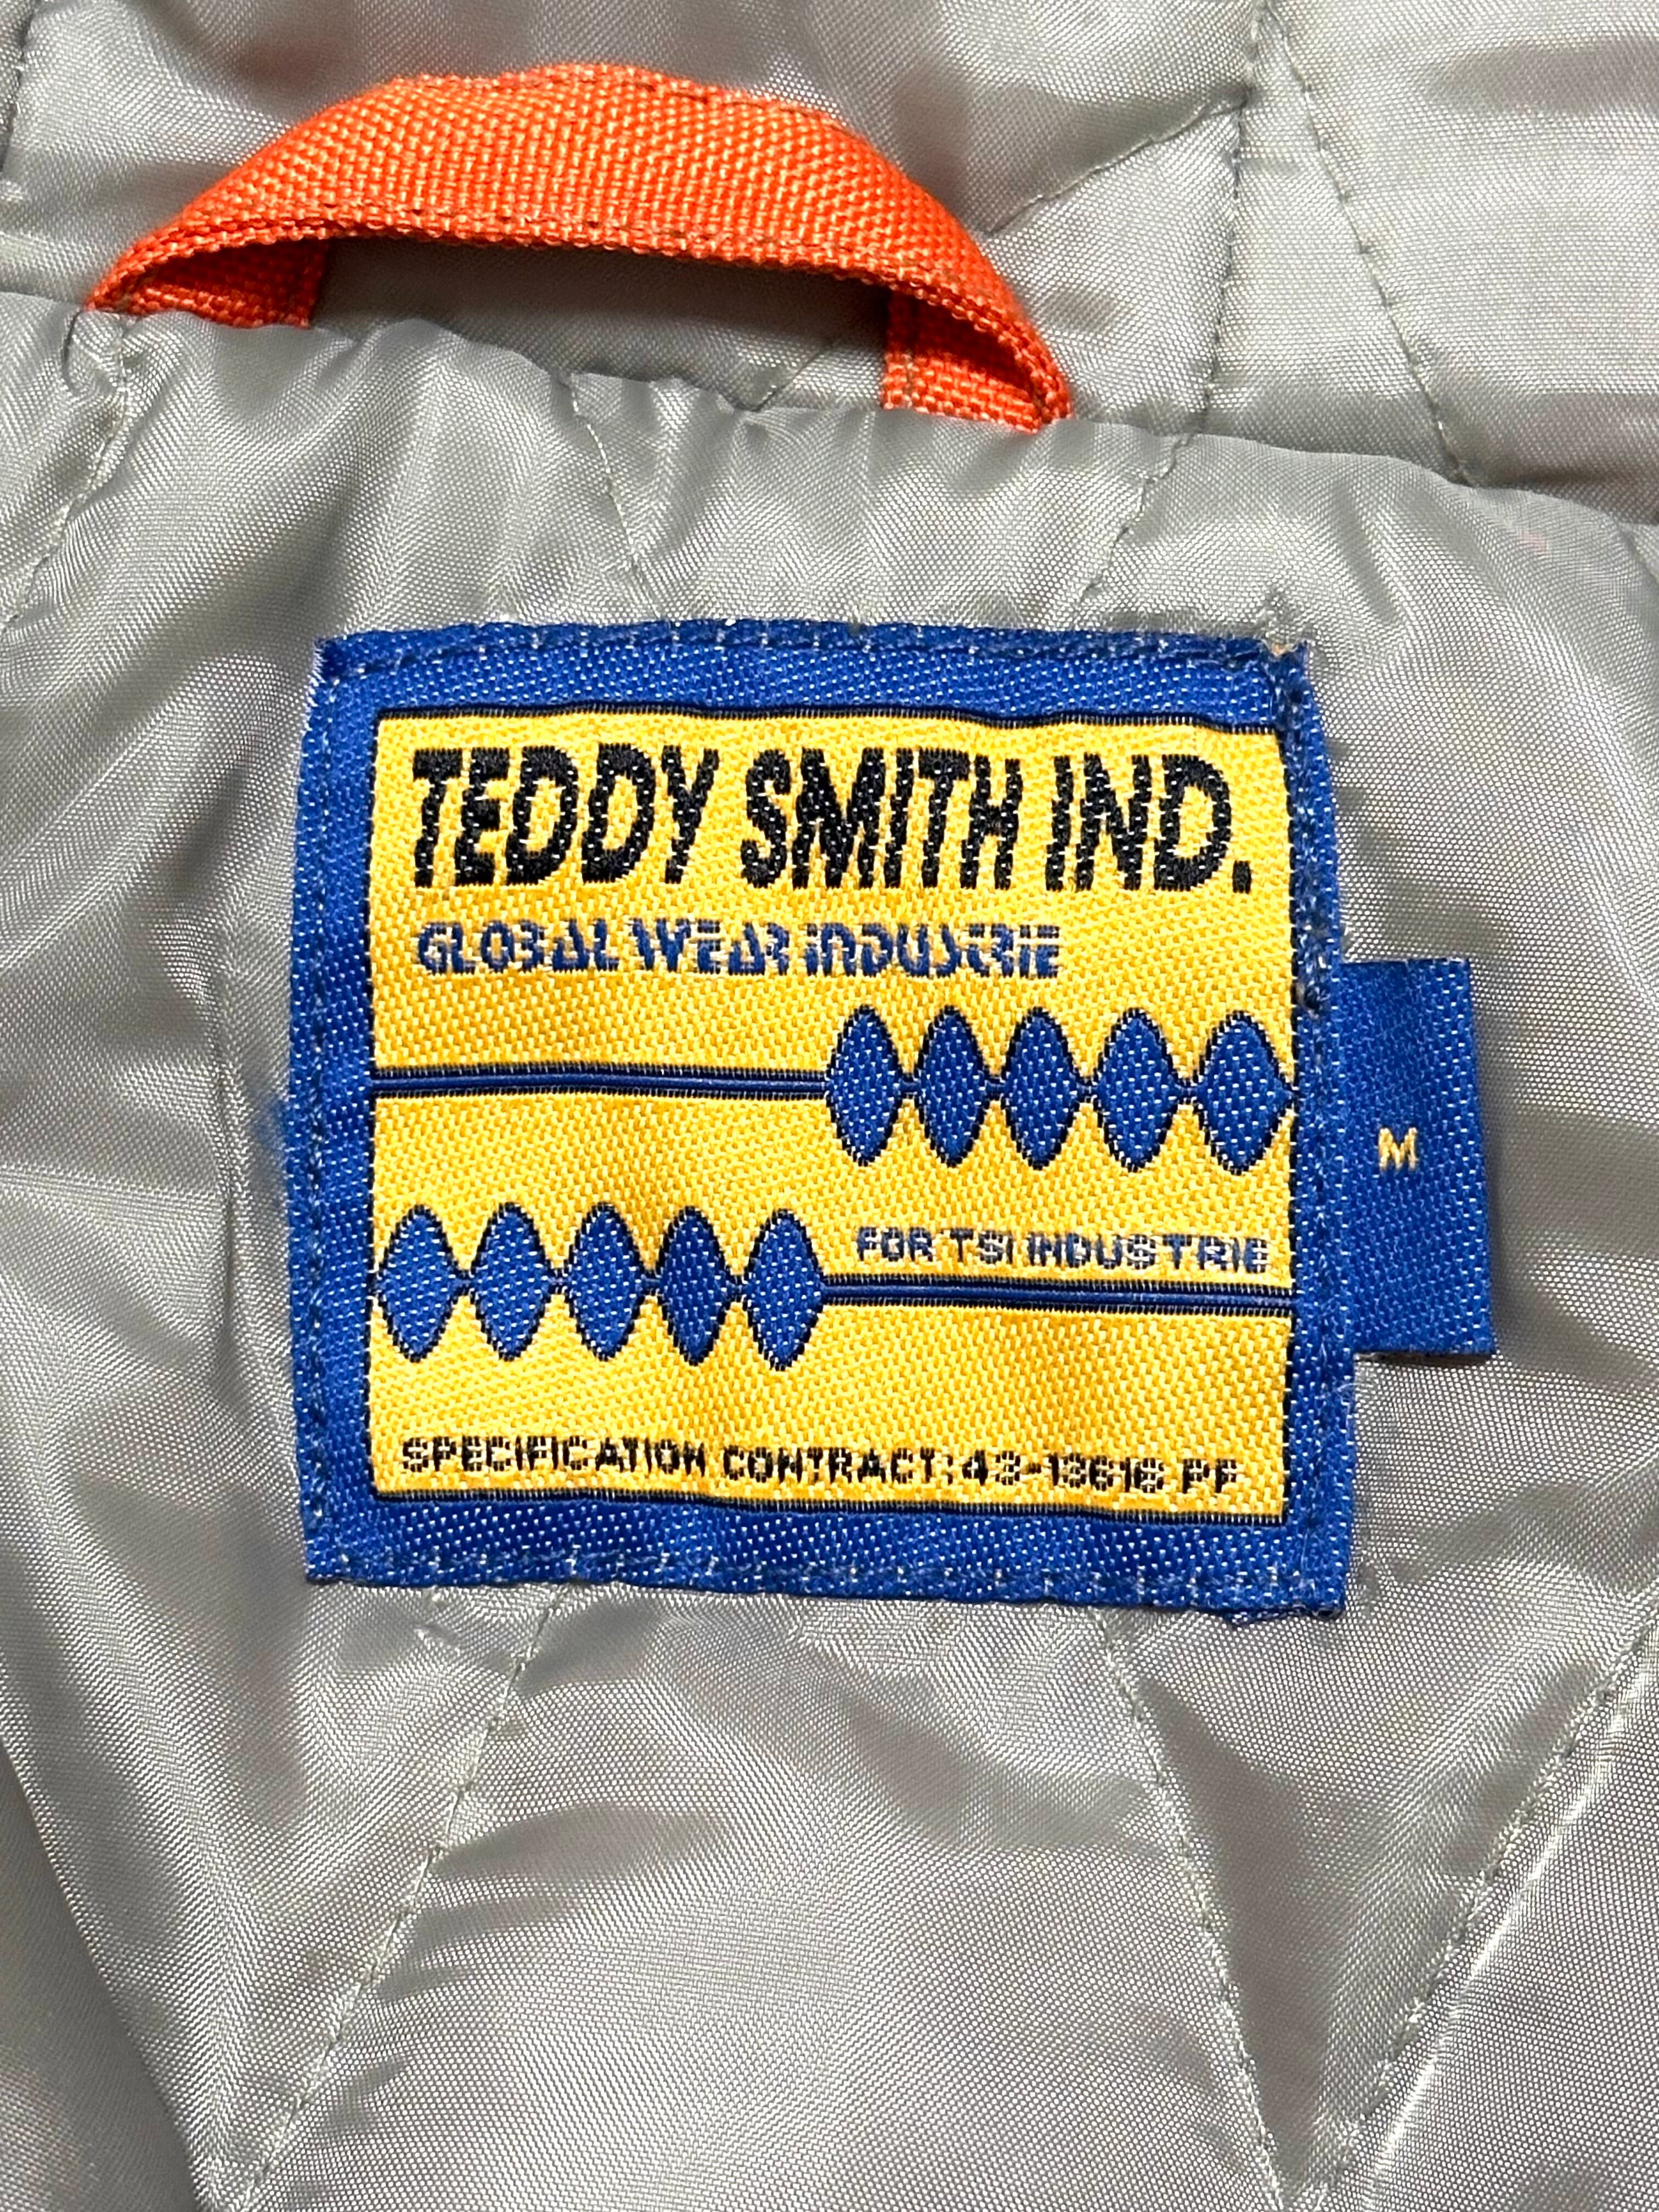 TEDDY SMITH IND.
GLOBAL WEAR INDUSTRIE
M
FOR TSI INDUSTRIE
SPECIFICATION CONTRACT: 43-13616 PF